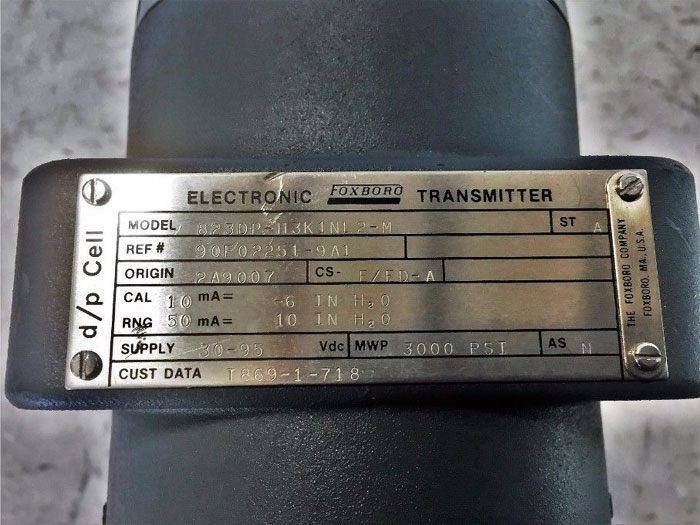 ELECTRONIC FOXBORO TRANSMITTER
MODEL 823DP-H3K1NL2-M ST A
REF # 90F02251-9A1
ORIGIN 2A9007 CS- F/FD-A
CAL 10 mA= -6 IN H₂O
RNG 50 mA= 10 IN H₂O
SUPPLY 30-95 Vdc MWP 3000 PSI AS N
CUST DATA T869-1-718
d/p Cell
THE FOXBORO COMPANY
FOXBORO, MA. U.S.A.